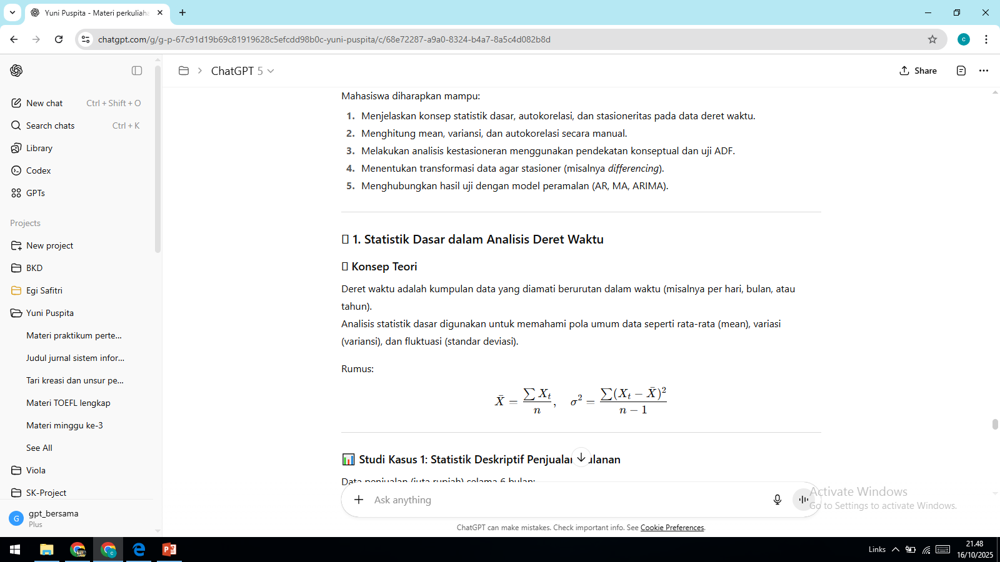 Yuni Puspita - Materi perkuliaha
chatgpt.com/g/g-p-67c91d19b69c81919628c5efcdd98b0c-yuni-puspita/c/68e72287-a9a0-8324-b4a7-8a5c4d082b8d
c
New chat Ctrl + Shift + O
Search chats Ctrl + K
Library
Codex
GPTs
Projects
New project
BKD
Egi Safitri
Yuni Puspita
Materi praktikum perte...
Judul jurnal sistem infor...
Tari kreasi dan unsur pe...
Materi TOEFL lengkap
Materi minggu ke-3
See All
Viola
SK-Project
G gpt_bersama
Plus
ChatGPT 5
Share
Mahasiswa diharapkan mampu:
1. Menjelaskan konsep statistik dasar, autokorelasi, dan stasioneritas pada data deret waktu.
2. Menghitung mean, variansi, dan autokorelasi secara manual.
3. Melakukan analisis kestasioneran menggunakan pendekatan konseptual dan uji ADF.
4. Menentukan transformasi data agar stasioner (misalnya differencing).
5. Menghubungkan hasil uji dengan model peramalan (AR, MA, ARIMA).
1. Statistik Dasar dalam Analisis Deret Waktu
Konsep Teori
Deret waktu adalah kumpulan data yang diamati berurutan dalam waktu (misalnya per hari, bulan, atau
tahun).
Analisis statistik dasar digunakan untuk memahami pola umum data seperti rata-rata (mean), variasi
(variansi), dan fluktuasi (standar deviasi).
Rumus:
X̄ = ∑ Xₜ / n, σ² = ∑(Xₜ − X̄)² / n − 1
📊 Studi Kasus 1: Statistik Deskriptif Penjualan Bulanan
Data penjualan (juta rupiah) selama 6 bulan:
Ask anything
ChatGPT can make mistakes. Check important info. See Cookie Preferences.
Activate Windows
Go to Settings to activate Windows.
Links
21.48
16/10/2025